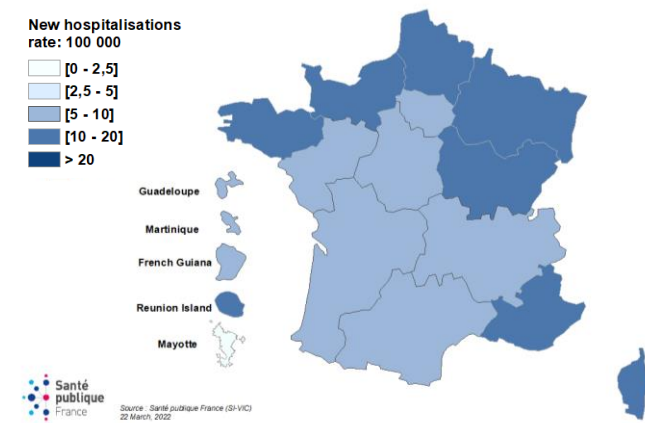 New hospitalisations
rate: 100 000
[0 - 2,5]
[2,5 - 5]
[5 - 10]
[10 - 20]
> 20
Guadeloupe
Martinique
French Guiana
Reunion Island
Mayotte
Santé
publique
France
Source : Santé publique France (SI-VIC)
22 March, 2022